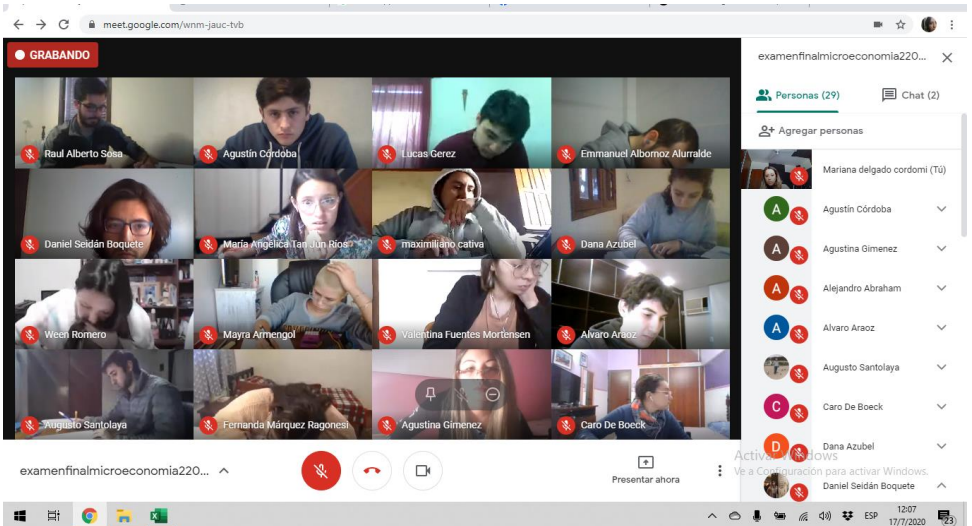 meet.google.com/wnm-jauc-tvb
GRABANDO
Raul Alberto Sosa
Agustín Córdoba
Lucas Gerez
Emmanuel Albornoz Alurralde
Daniel Seidán Boquete
María Angélica Tan Jun Ríos
maximiliano cativa
Dana Azubel
Ween Romero
Mayra Armengol
Valentina Fuentes Mortensen
Alvaro Araoz
Augusto Santolaya
Fernanda Márquez Ragonesi
Agustina Gimenez
Caro De Boeck
examenfinalmicroeconomia220...
Personas (29)
Chat (2)
Agregar personas
Mariana delgado cordomi (Tú)
A
Agustín Córdoba
A
Agustina Gimenez
A
Alejandro Abraham
A
Alvaro Araoz
Augusto Santolaya
C
Caro De Boeck
D
Dana Azubel
Daniel Seidán Boquete
Activar Windows
Ve a Configuración para activar Windows.
examenfinalmicroeconomia220...
Presentar ahora
ESP
12:07
17/7/2020
23